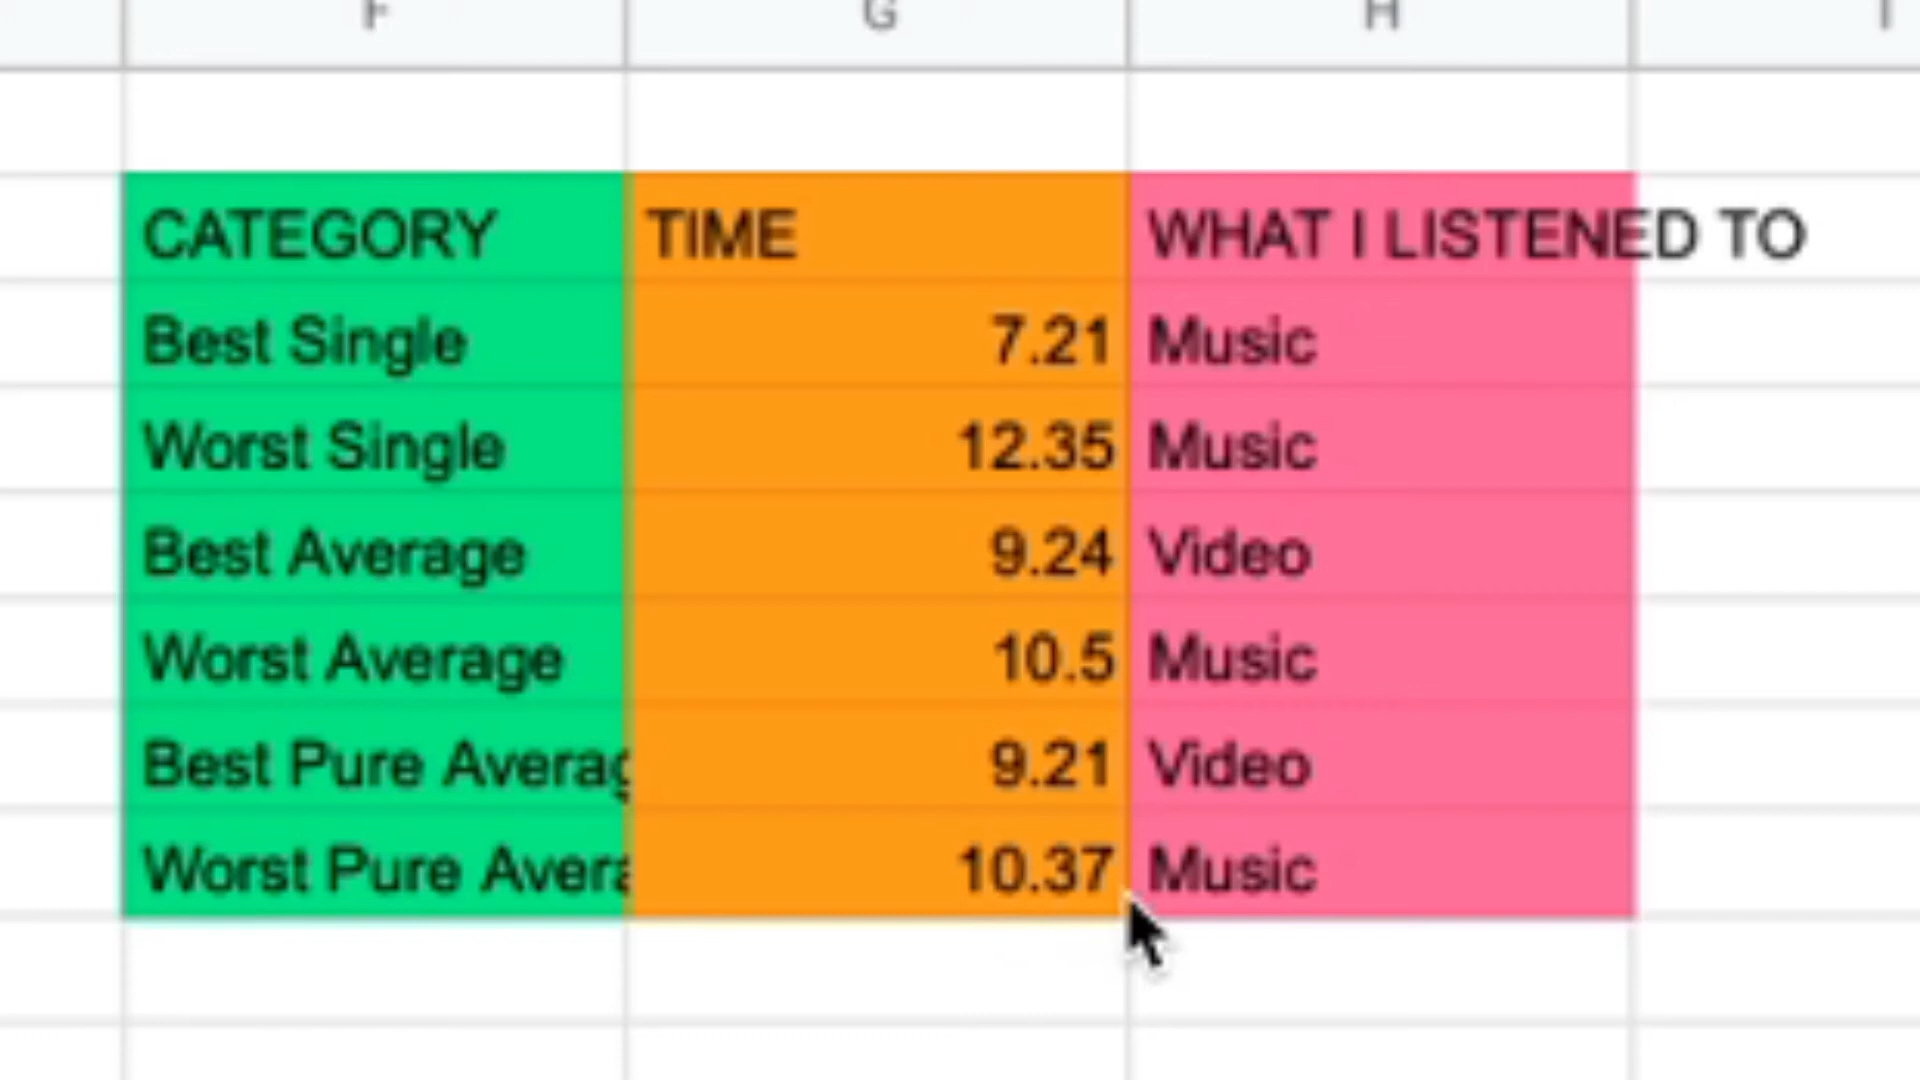 F G H
CATEGORY TIME WHAT I LISTENED TO
Best Single 7.21 Music
Worst Single 12.35 Music
Best Average 9.24 Video
Worst Average 10.5 Music
Best Pure Averag 9.21 Video
Worst Pure Avera 10.37 Music